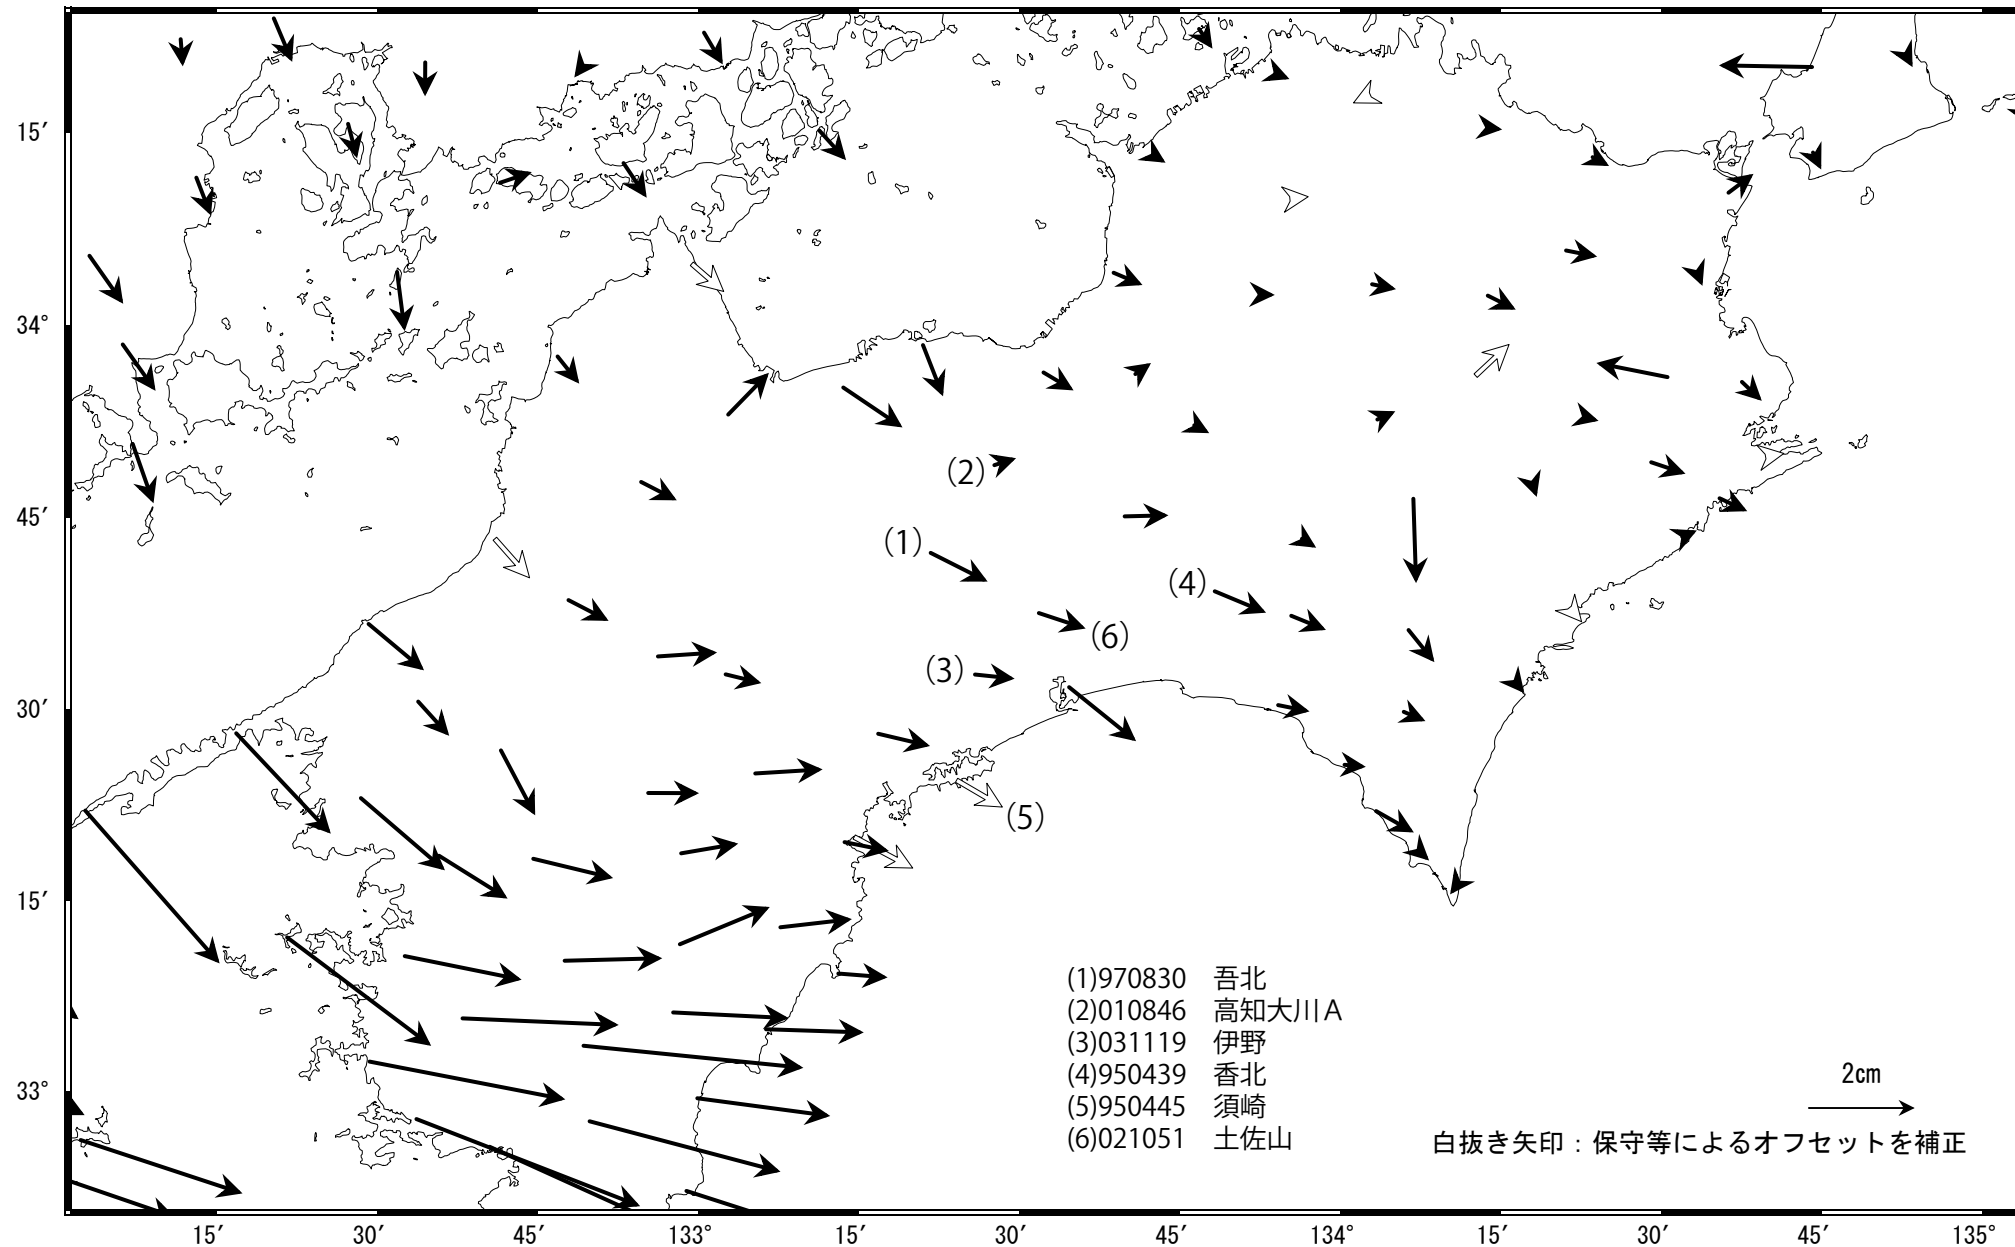 15′
34°
(2)
45′
(1)
(4)
(6)
(3)
30′
(5)
15′
(1)970830 吾北
(2)010846 高知大川A
(3)031119 伊野
(4)950439 香北
(5)950445 須崎
(6)021051 土佐山
33°
2cm
白抜き矢印：保守等によるオフセットを補正
15′ 30′ 45′ 133° 15′ 30′ 45′ 134° 15′ 30′ 45′ 135°